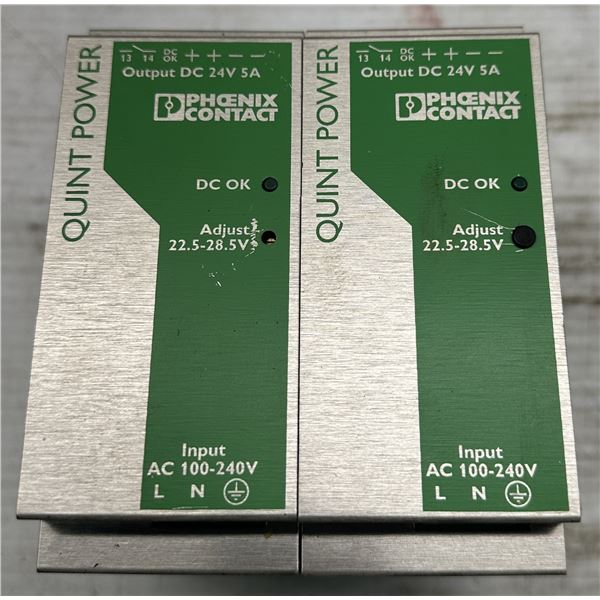 13 14 DC OK + + – –
Output DC 24V 5A
PHŒNIX
CONTACT
QUINT POWER
DC OK
Adjust
22.5-28.5V
Input
AC 100-240V
L N
13 14 DC OK + + – –
Output DC 24V 5A
PHŒNIX
CONTACT
QUINT POWER
DC OK
Adjust
22.5-28.5V
Input
AC 100-240V
L N